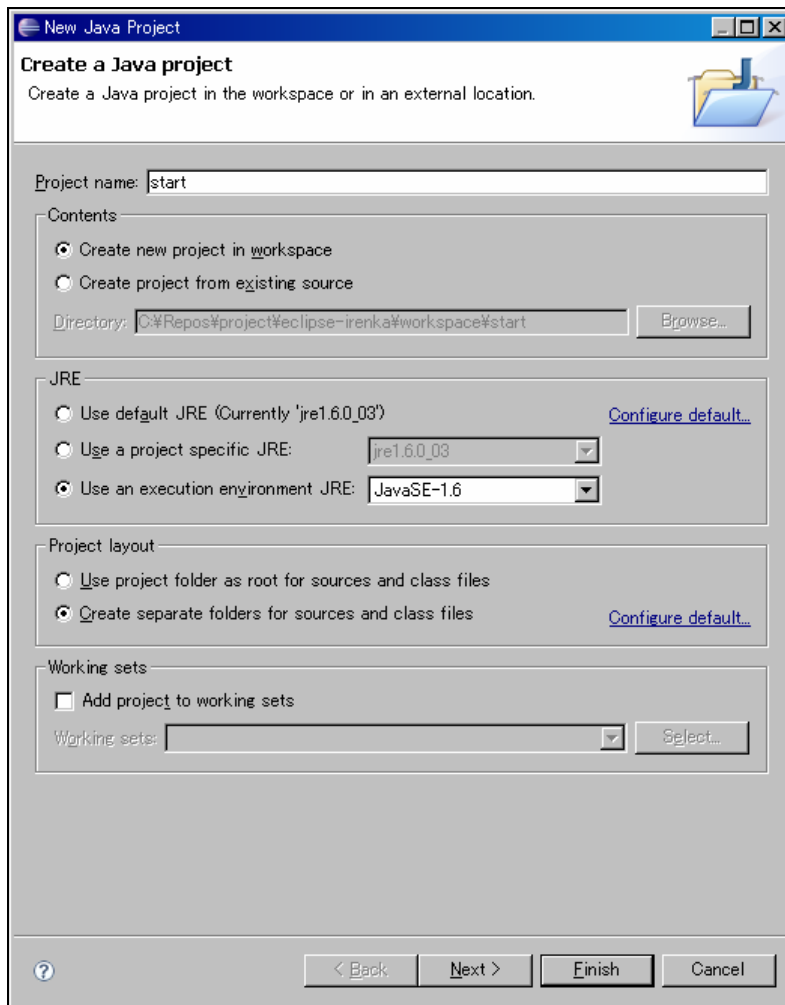 New Java Project
Create a Java project
Create a Java project in the workspace or in an external location.
Project name: start
Contents
Create new project in workspace
Create project from existing source
Directory: C:¥Repos¥project¥eclipse-irenka¥workspace¥start Browse...
JRE
Use default JRE (Currently 'jre1.6.0_03') Configure default...
Use a project specific JRE: jre1.6.0_03
Use an execution environment JRE: JavaSE-1.6
Project layout
Use project folder as root for sources and class files
Create separate folders for sources and class files Configure default...
Working sets
Add project to working sets
Working sets: Select...
? < Back Next > Finish Cancel